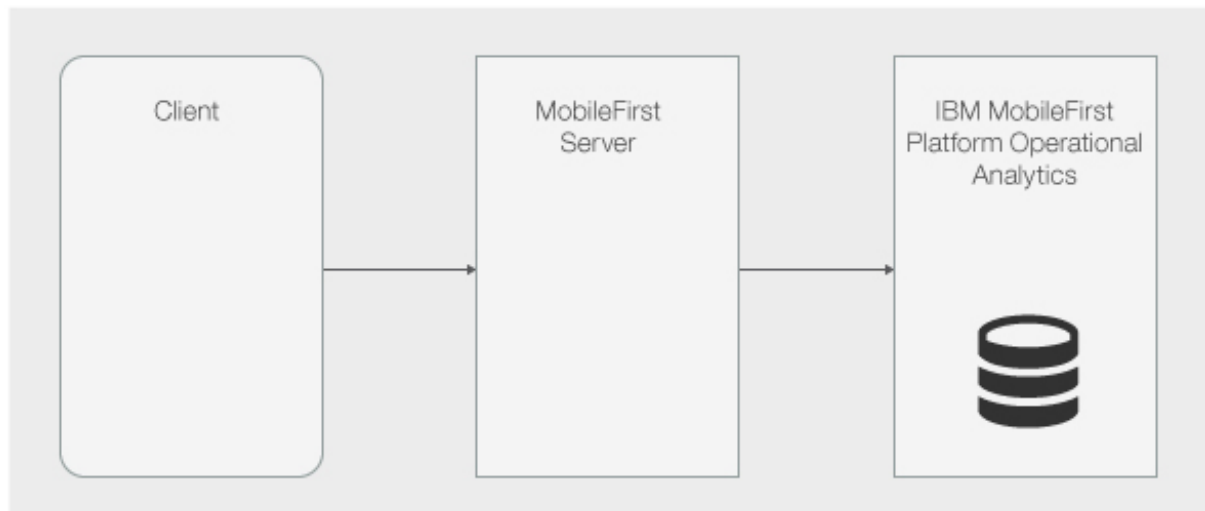 Client
MobileFirst
Server
IBM MobileFirst
Platform Operational
Analytics